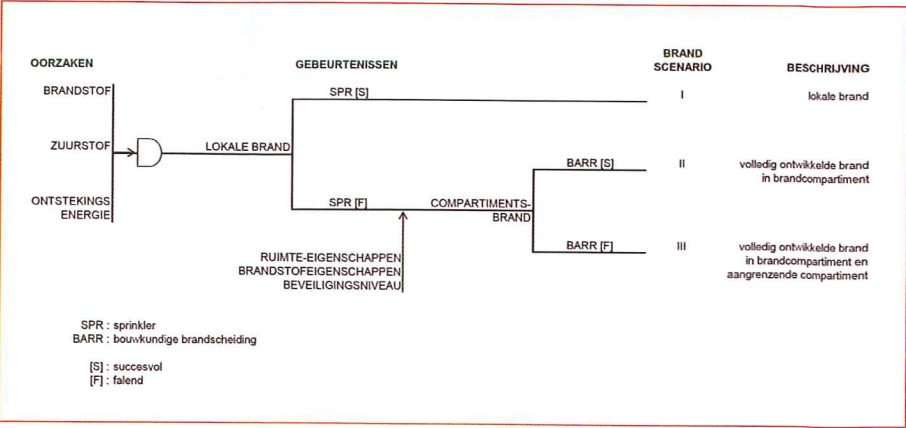 OORZAKEN
GEBEURTENISSEN
BRAND
SCENARIO
BESCHRIJVING
BRANDSTOF
SPR [S]
I
lokale brand
ZUURSTOF
LOKALE BRAND
BARR [S]
II
volledig ontwikkelde brand
in brandcompartiment
ONTSTEKINGS
ENERGIE
SPR [F]
COMPARTIMENTS-
BRAND
BARR [F]
III
volledig ontwikkelde brand
in brandcompartiment en
aangrenzende compartiment
RUIMTE-EIGENSCHAPPEN
BRANDSTOFEIGENSCHAPPEN
BEVEILIGINGSNIVEAU
SPR : sprinkler
BARR : bouwkundige brandscheiding
[S] : succesvol
[F] : falend